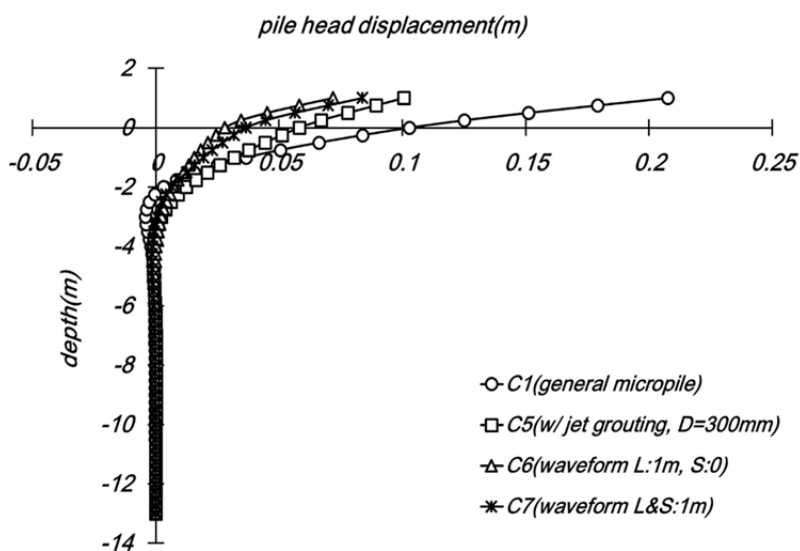 pile head displacement(m)
2
0
-0.05 0 0.05 0.1 0.15 0.2 0.25
-2
-4
-6
-8
-10
-12
-14
depth(m)
C1(general micropile)
C5(w/ jet grouting, D=300mm)
C6(waveform L:1m, S:0)
C7(waveform L&S:1m)